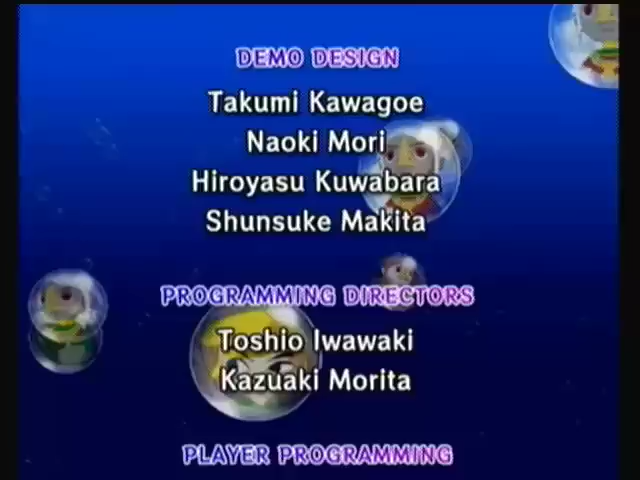 DEMO DESIGN
Takumi Kawagoe
Naoki Mori
Hiroyasu Kuwabara
Shunsuke Makita
PROGRAMMING DIRECTORS
Toshio Iwawaki
Kazuaki Morita
PLAYER PROGRAMMING